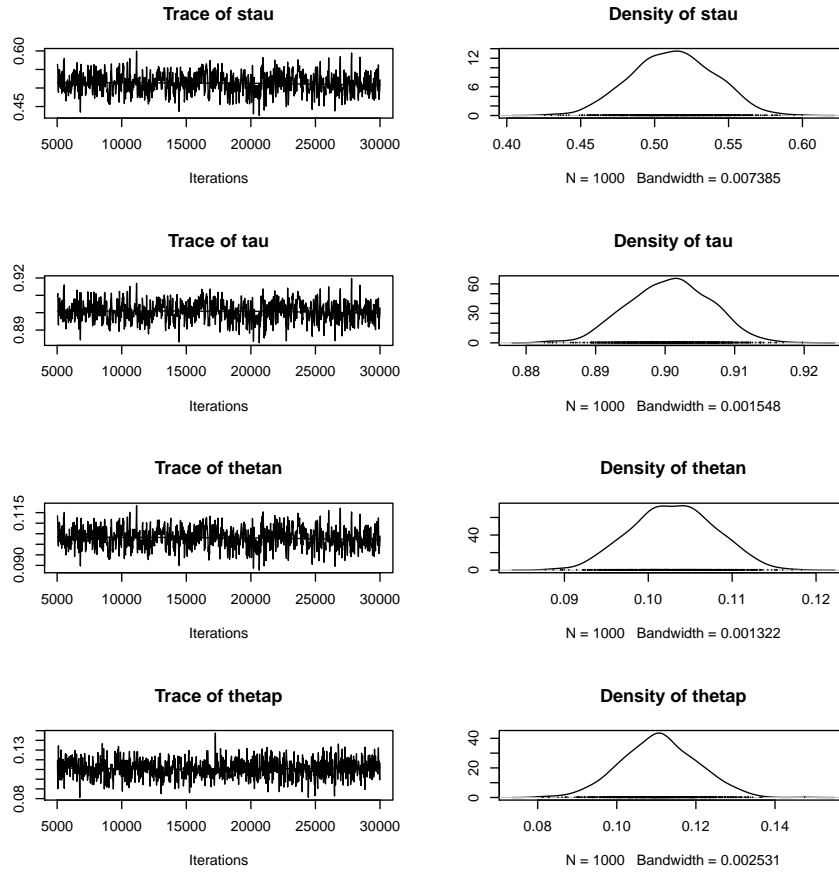 Trace of stau
0.45 0.60
5000 10000 15000 20000 25000 30000
Iterations
Density of stau
0 6 12
0.40 0.45 0.50 0.55 0.60
N = 1000 Bandwidth = 0.007385
Trace of tau
0.89 0.92
5000 10000 15000 20000 25000 30000
Iterations
Density of tau
0 30 60
0.88 0.89 0.90 0.91 0.92
N = 1000 Bandwidth = 0.001548
Trace of thetan
0.090 0.115
5000 10000 15000 20000 25000 30000
Iterations
Density of thetan
0 40
0.09 0.10 0.11 0.12
N = 1000 Bandwidth = 0.001322
Trace of thetap
0.08 0.13
5000 10000 15000 20000 25000 30000
Iterations
Density of thetap
0 20 40
0.08 0.10 0.12 0.14
N = 1000 Bandwidth = 0.002531